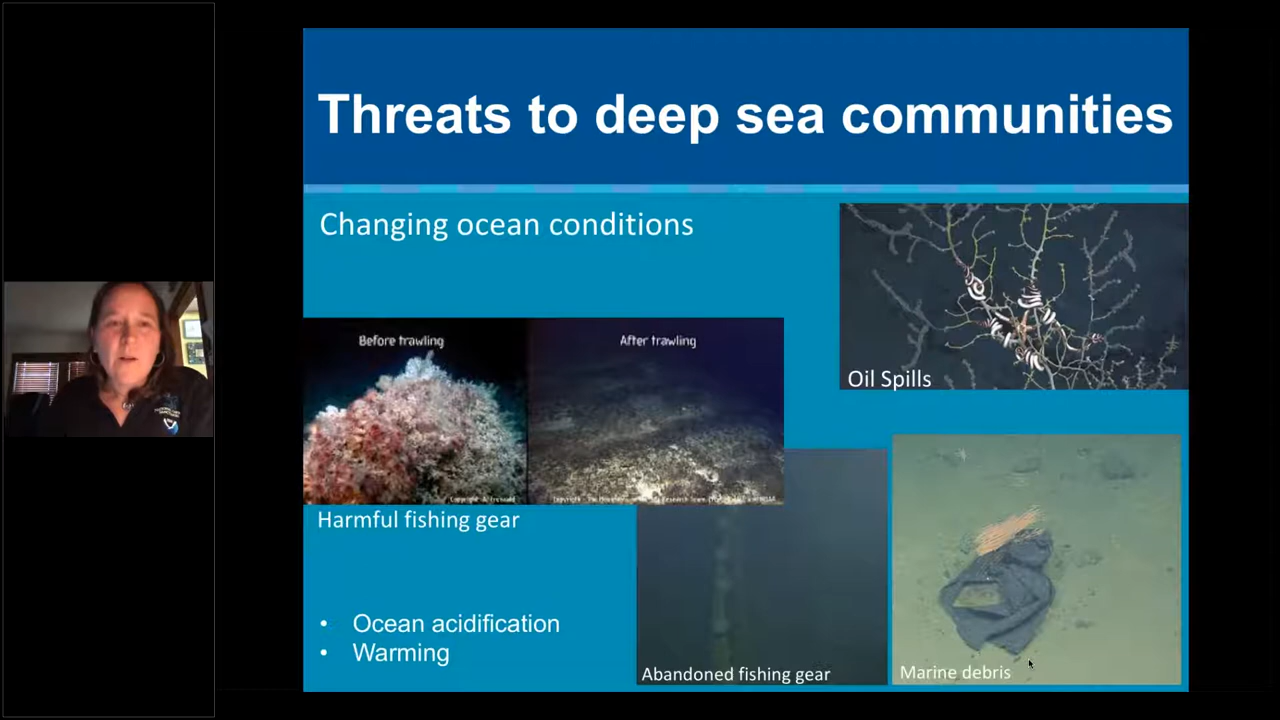 Threats to deep sea communities
Changing ocean conditions
Before trawling
After trawling
Oil Spills
Harmful fishing gear
• Ocean acidification
• Warming
Abandoned fishing gear
Marine debris